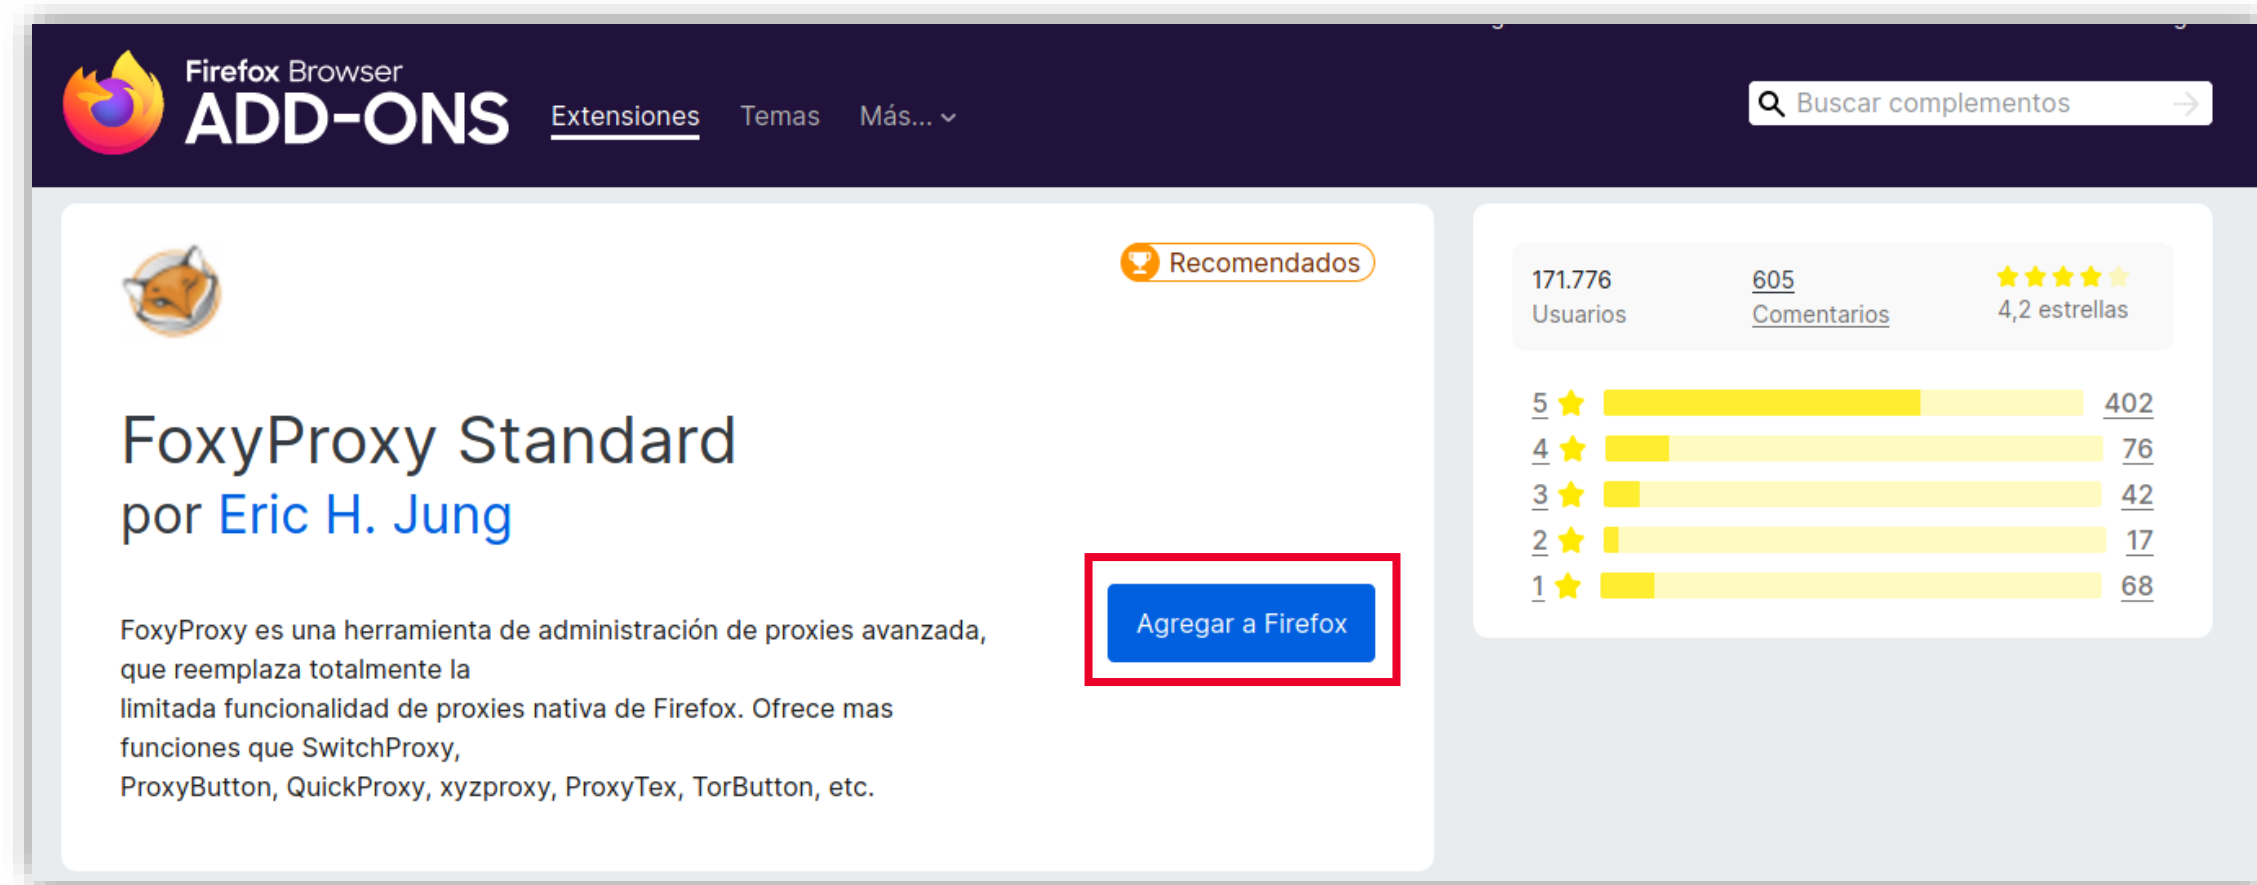 Firefox Browser
ADD-ONS
Extensiones Temas Más...
Buscar complementos
Recomendados
FoxyProxy Standard
por Eric H. Jung
FoxyProxy es una herramienta de administración de proxies avanzada,
que reemplaza totalmente la
limitada funcionalidad de proxies nativa de Firefox. Ofrece mas
funciones que SwitchProxy,
ProxyButton, QuickProxy, xyzproxy, ProxyTex, TorButton, etc.
Agregar a Firefox
171.776
Usuarios
605
Comentarios
4,2 estrellas
5 402
4 76
3 42
2 17
1 68